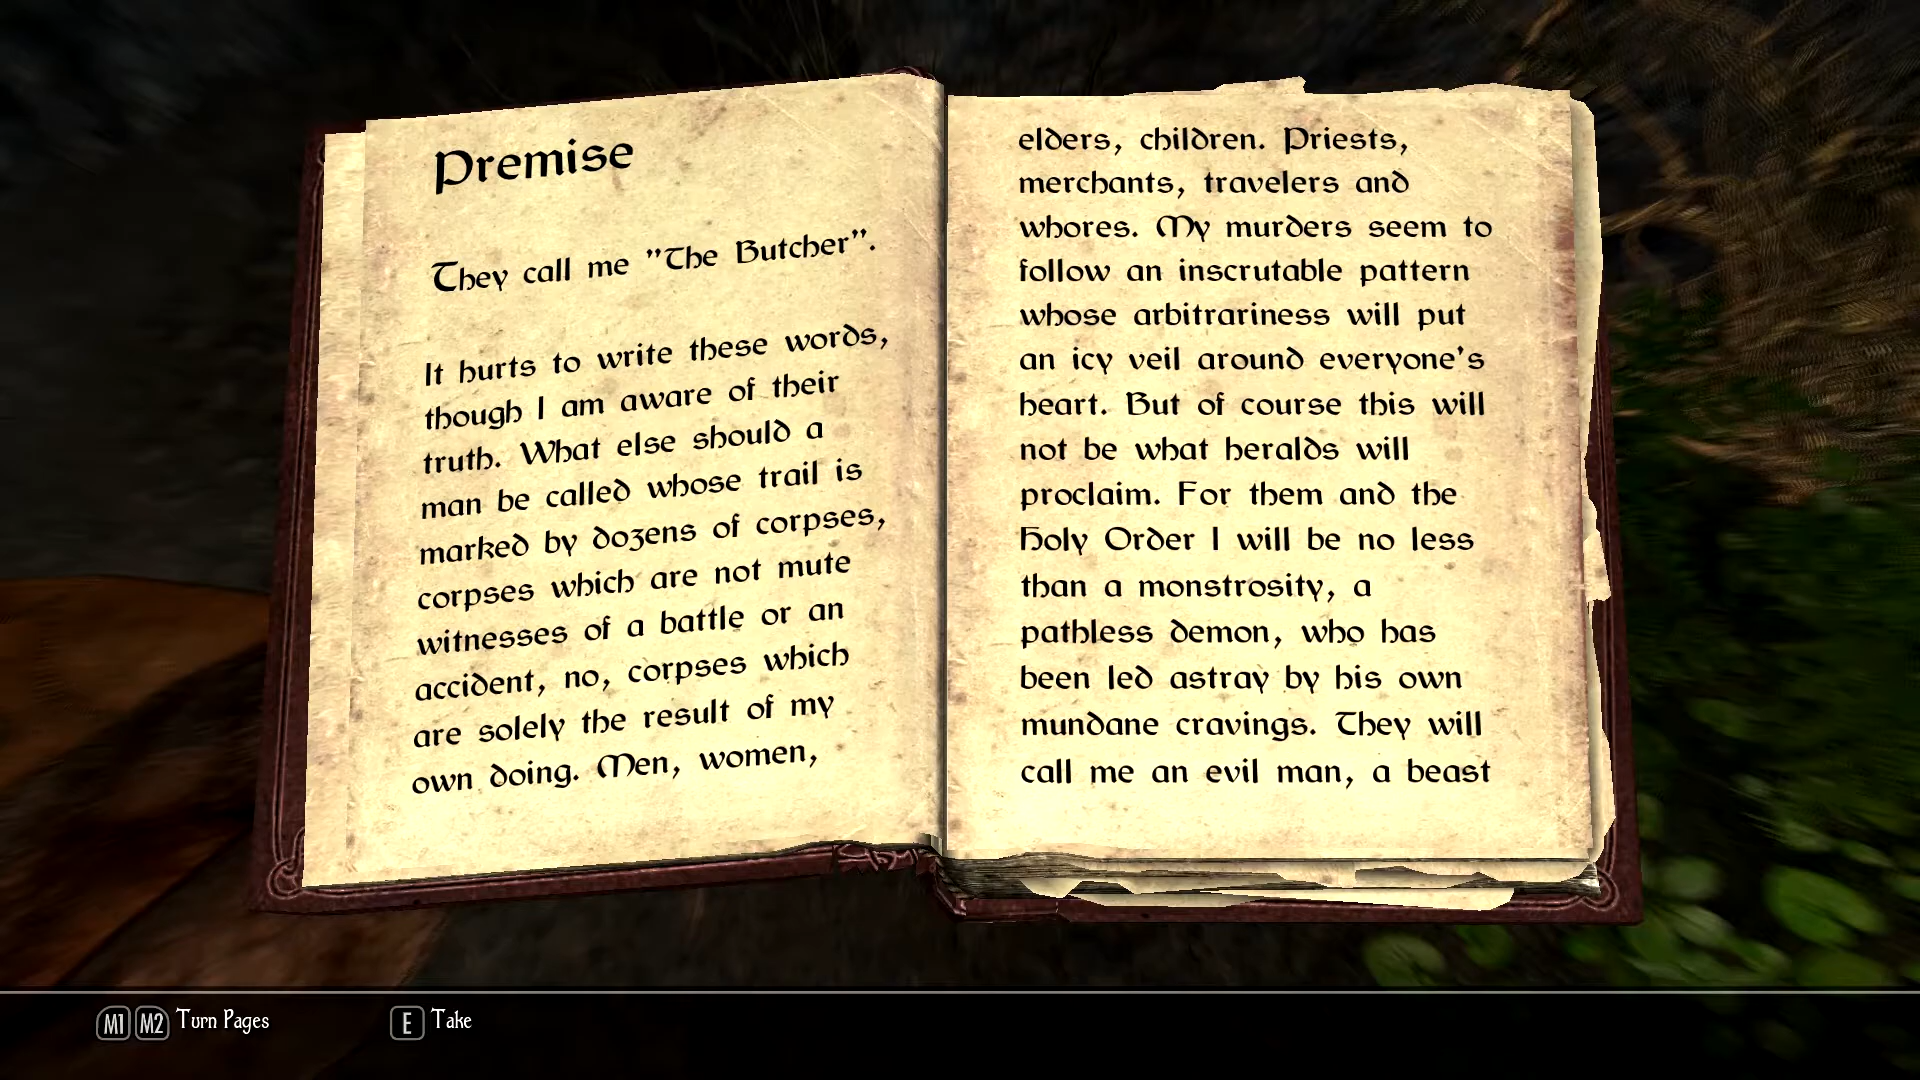 Premise
They call me "The Butcher".
It hurts to write these words,
though I am aware of their
truth. What else should a
man be called whose trail is
marked by dozens of corpses,
corpses which are not mute
witnesses of a battle or an
accident, no, corpses which
are solely the result of my
own doing. Men, women,
elders, children. Priests,
merchants, travelers and
whores. My murders seem to
follow an inscrutable pattern
whose arbitrariness will put
an icy veil around everyone's
heart. But of course this will
not be what heralds will
proclaim. For them and the
Holy Order I will be no less
than a monstrosity, a
pathless demon, who has
been led astray by his own
mundane cravings. They will
call me an evil man, a beast
M1 M2 Turn Pages
E Take